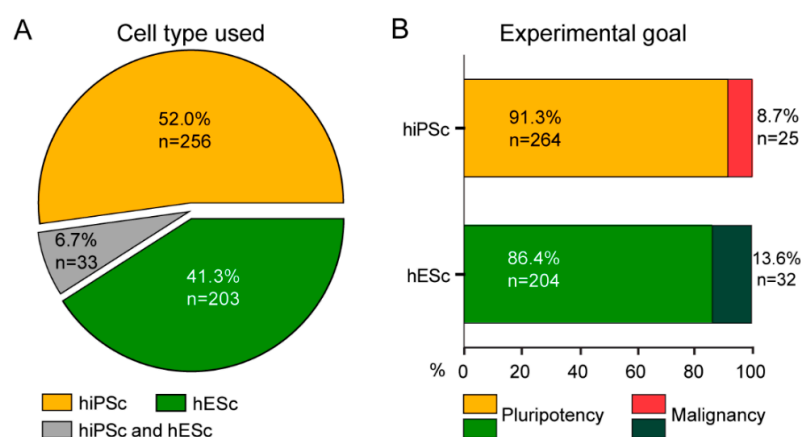 A
Cell type used
52.0%
n=256
6.7%
n=33
41.3%
n=203
hiPSc
hESc
hiPSc and hESc
B
Experimental goal
hiPSc
91.3%
n=264
8.7%
n=25
hESc
86.4%
n=204
13.6%
n=32
% 0 20 40 60 80 100
Pluripotency
Malignancy